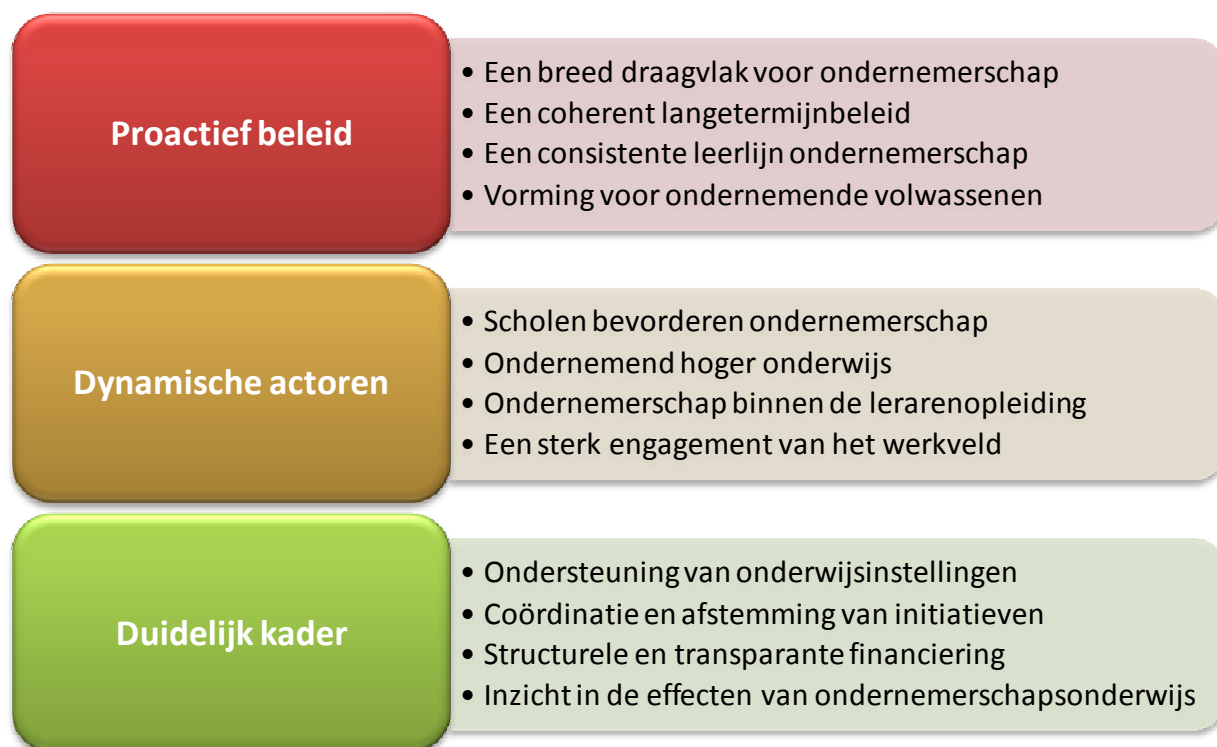 Proactief beleid
• Een breed draagvlak voor ondernemerschap
• Een coherent langetermijnbeleid
• Een consistente leerlijn ondernemerschap
• Vorming voor ondernemende volwassenen
Dynamische actoren
• Scholen bevorderen ondernemerschap
• Ondernemend hoger onderwijs
• Ondernemerschap binnen de lerarenopleiding
• Een sterk engagement van het werkveld
Duidelijk kader
• Ondersteuning van onderwijsinstellingen
• Coördinatie en afstemming van initiatieven
• Structurele en transparante financiering
• Inzicht in de effecten van ondernemerschapsonderwijs